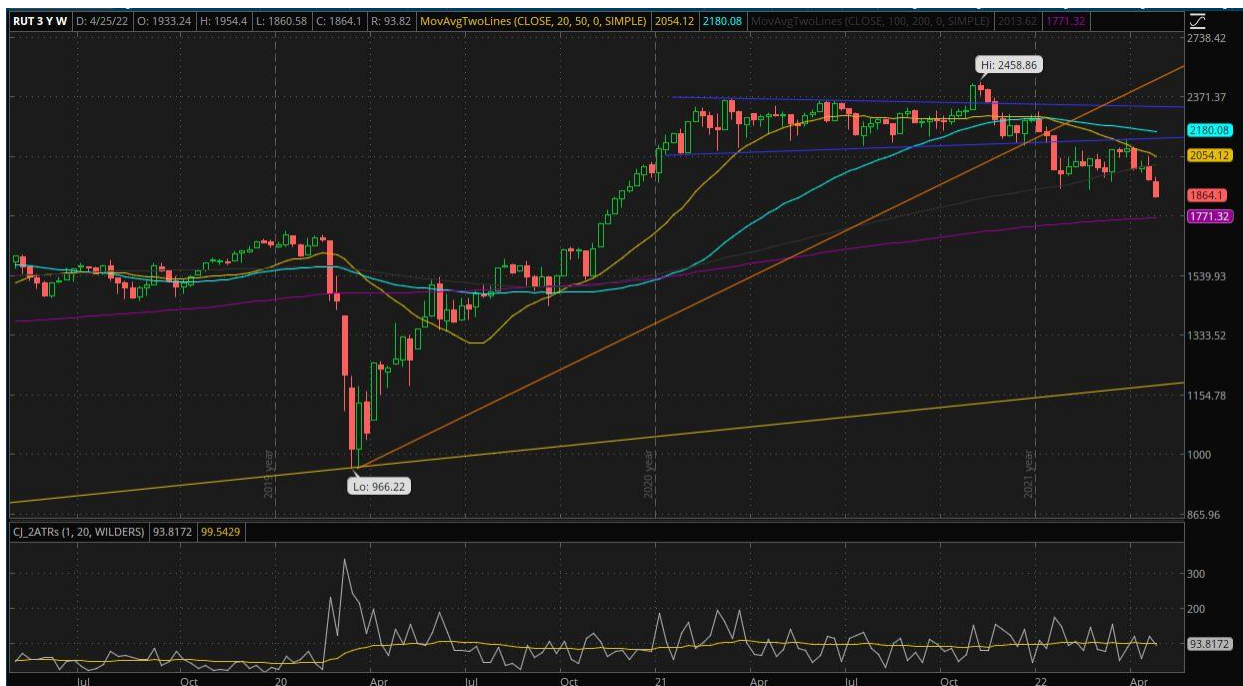 RUT 3 Y W D: 4/25/22 O: 1933.24 H: 1954.4 L: 1860.58 C: 1864.1 R: 93.82 MovAvgTwoLines (CLOSE, 20, 50, 0, SIMPLE) 2054.12 2180.08 MovAvgTwoLines (CLOSE, 100, 200, 0, SIMPLE) 2013.62 1771.32
2738.42
Hi: 2458.86
2371.37
2180.08
2054.12
1864.1
1771.32
1539.93
1333.52
1154.78
1000
2019 year
2020 year
2021 year
Lo: 966.22
865.96
CJ_2ATRs (1, 20, WILDERS) 93.8172 99.5429
300
200
93.8172
Jul Oct 20 Apr Jul Oct 21 Apr Jul Oct 22 Apr